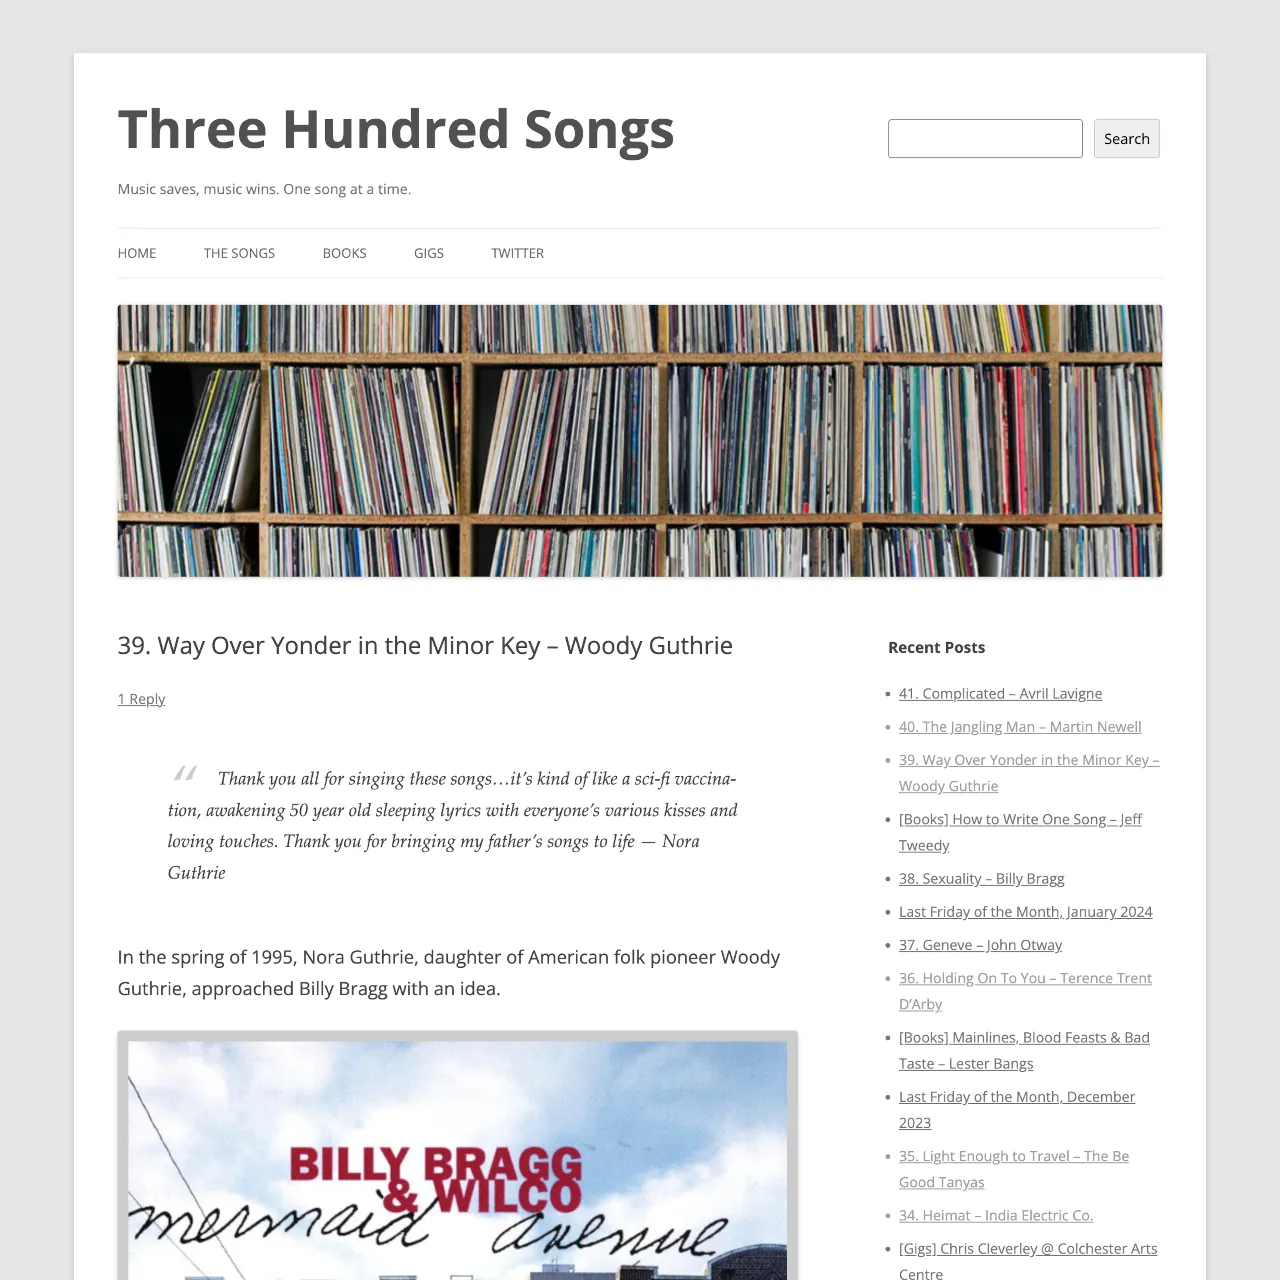 Three Hundred Songs
Search
Music saves, music wins. One song at a time.
HOME
THE SONGS
BOOKS
GIGS
TWITTER
39. Way Over Yonder in the Minor Key – Woody Guthrie
1 Reply
“ Thank you all for singing these songs…it’s kind of like a sci-fi vaccina-
tion, awakening 50 year old sleeping lyrics with everyone’s various kisses and
loving touches. Thank you for bringing my father’s songs to life — Nora
Guthrie
In the spring of 1995, Nora Guthrie, daughter of American folk pioneer Woody
Guthrie, approached Billy Bragg with an idea.
BILLY BRAGG
& WILCO
mermaid avenue
Recent Posts
41. Complicated – Avril Lavigne
40. The Jangling Man – Martin Newell
39. Way Over Yonder in the Minor Key –
Woody Guthrie
[Books] How to Write One Song – Jeff
Tweedy
38. Sexuality – Billy Bragg
Last Friday of the Month, January 2024
37. Geneve – John Otway
36. Holding On To You – Terence Trent
D’Arby
[Books] Mainlines, Blood Feasts & Bad
Taste – Lester Bangs
Last Friday of the Month, December
2023
35. Light Enough to Travel – The Be
Good Tanyas
34. Heimat – India Electric Co.
[Gigs] Chris Cleverley @ Colchester Arts
Centre